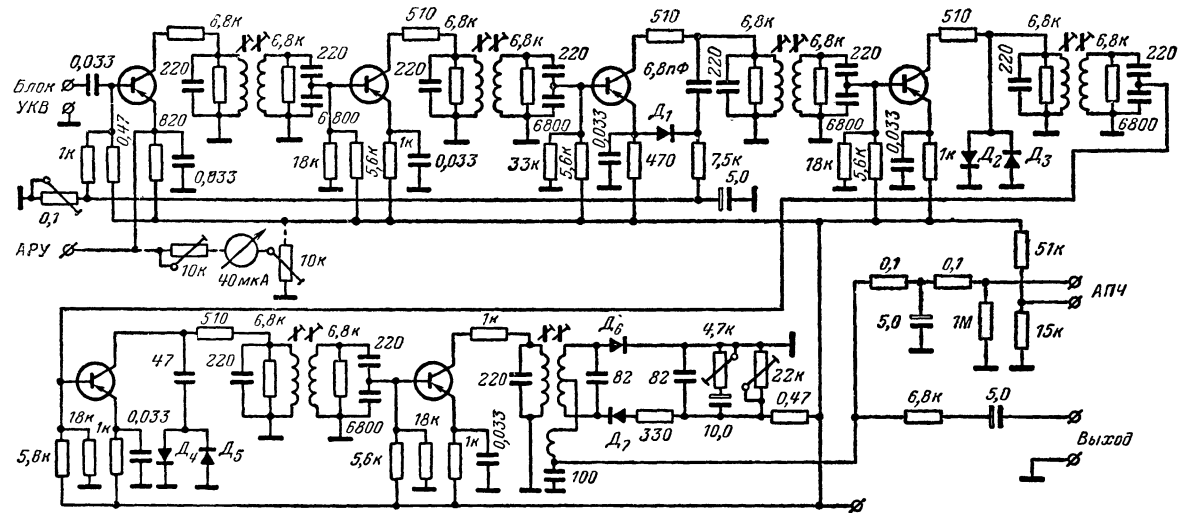 510
510
510
6,8к
6,8к
6,8к
6,8к
6,8к
6,8к
6,8к
6,8к
220
220
220
220
0,033
6,8пФ
220
220
220
220
Блок
УКВ
6800
6800
6800
6800
0,47
820
Д₁
0,033
0,033
1к
1к
1к
18к
5,6к
0,033
33к
5,6к
470
7,5к
18к
5,6к
Д₂
Д₃
0,033
5,0
0,1
АРУ
10к
40мкА
10к
51к
0,1
0,1
АПЧ
5,0
1М
15к
510
6,8к
6,8к
1к
Д₆
4,7к
220
47
220
220
82
82
22к
6,8к
5,0
6800
0,47
18к
0,033
18к
0,033
Д₇
330
10,0
1к
1к
Выход
5,8к
Д₄
Д₅
5,6к
100